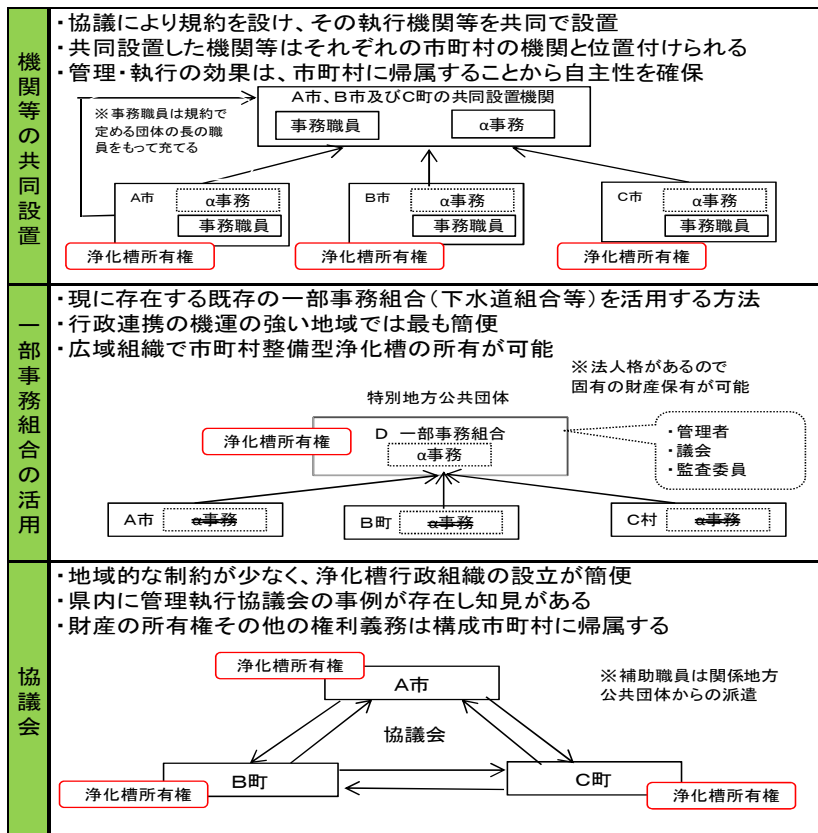 機関等の共同設置
・協議により規約を設け、その執行機関等を共同で設置
・共同設置した機関等はそれぞれの市町村の機関と位置付けられる
・管理・執行の効果は、市町村に帰属することから自主性を確保
A市、B市及びC町の共同設置機関
※事務職員は規約で
定める団体の長の職
員をもって充てる
事務職員
α事務
A市
α事務
事務職員
浄化槽所有権
B市
α事務
事務職員
浄化槽所有権
C市
α事務
事務職員
浄化槽所有権
一部事務組合の活用
・現に存在する既存の一部事務組合(下水道組合等)を活用する方法
・行政連携の機運の強い地域では最も簡便
・広域組織で市町村整備型浄化槽の所有が可能
※法人格があるので
固有の財産保有が可能
特別地方公共団体
浄化槽所有権
D 一部事務組合
α事務
・管理者
・議会
・監査委員
A市
α事務
B町
α事務
C村
α事務
協議会
・地域的な制約が少なく、浄化槽行政組織の設立が簡便
・県内に管理執行協議会の事例が存在し知見がある
・財産の所有権その他の権利義務は構成市町村に帰属する
浄化槽所有権
A市
※補助職員は関係地方
公共団体からの派遣
協議会
B町
浄化槽所有権
C町
浄化槽所有権